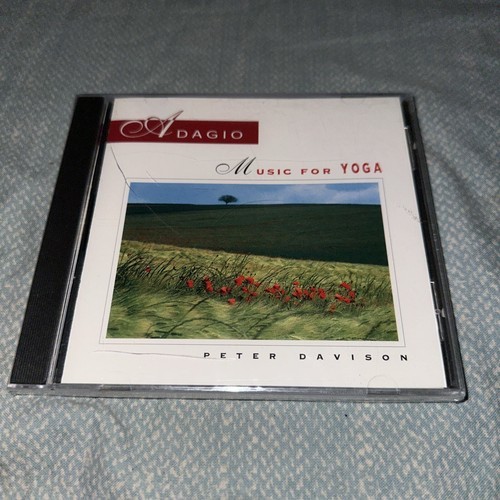 ADAGIO
MUSIC FOR YOGA
PETER DAVISON